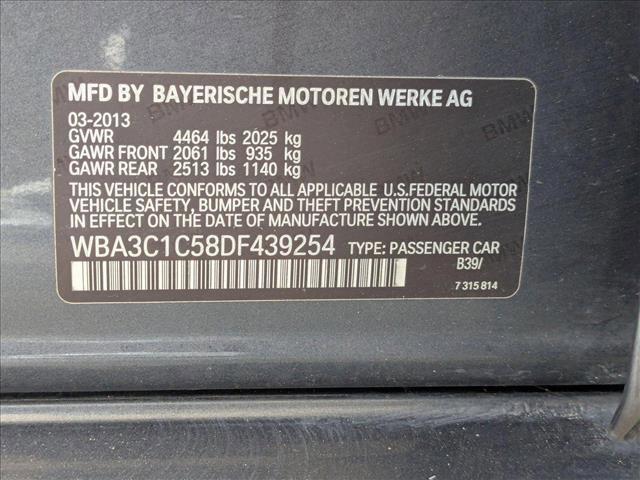 MFD BY BAYERISCHE MOTOREN WERKE AG
03-2013
GVWR 4464 lbs 2025 kg
GAWR FRONT 2061 lbs 935 kg
GAWR REAR 2513 lbs 1140 kg
THIS VEHICLE CONFORMS TO ALL APPLICABLE U.S.FEDERAL MOTOR
VEHICLE SAFETY, BUMPER AND THEFT PREVENTION STANDARDS
IN EFFECT ON THE DATE OF MANUFACTURE SHOWN ABOVE.
WBA3C1C58DF439254 TYPE: PASSENGER CAR
B39/
7 315 814